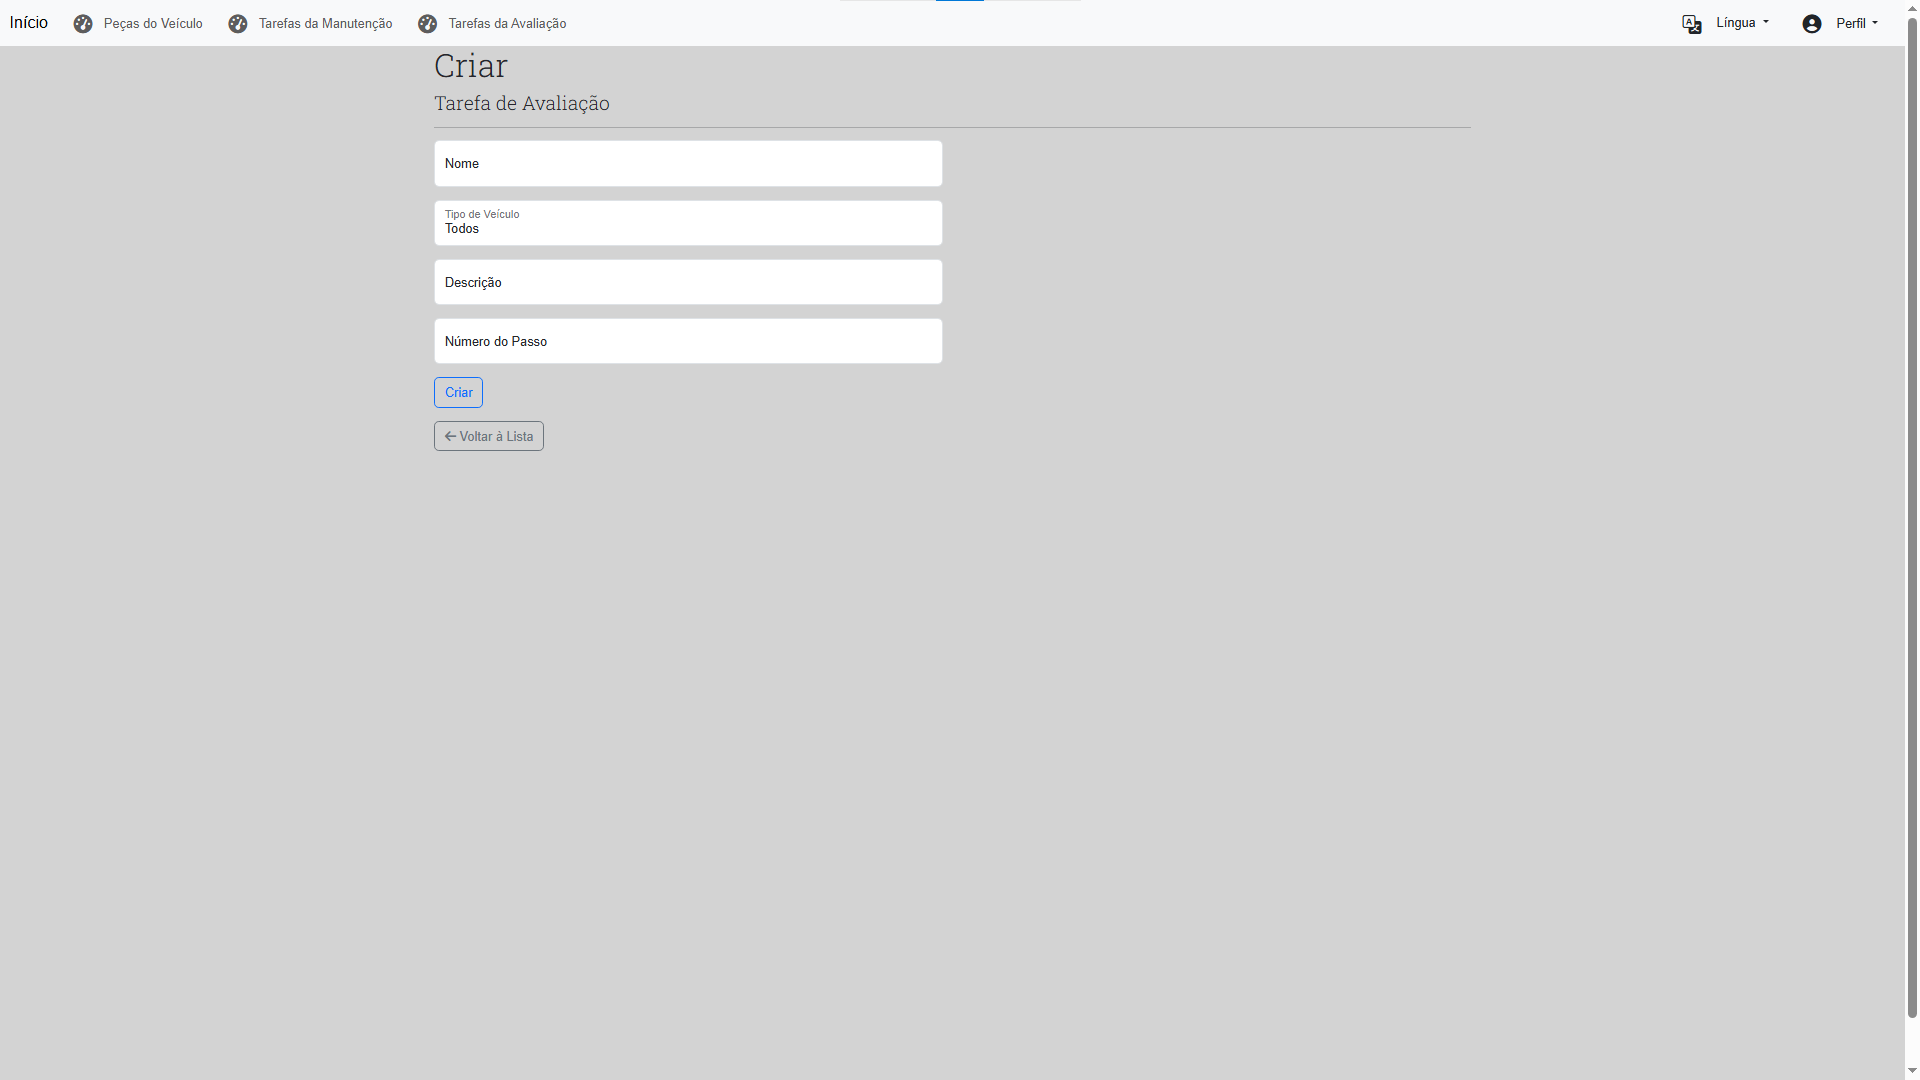 Início Peças do Veículo Tarefas da Manutenção Tarefas da Avaliação Língua Perfil
Criar
Tarefa de Avaliação
Nome
Tipo de Veículo
Todos
Descrição
Número do Passo
Criar
Voltar à Lista